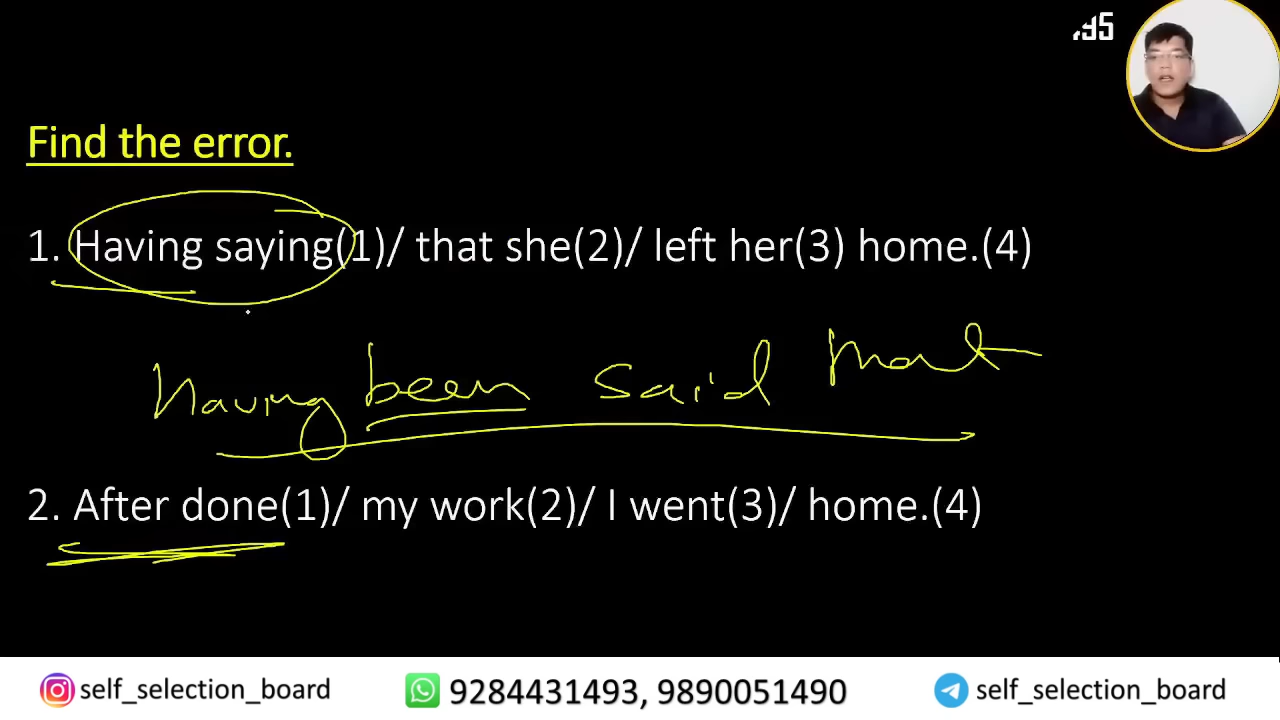 Find the error.
1. Having saying(1)/ that she(2)/ left her(3) home.(4)
Having been said that
2. After done(1)/ my work(2)/ I went(3)/ home.(4)
self_selection_board 9284431493, 9890051490 self_selection_board